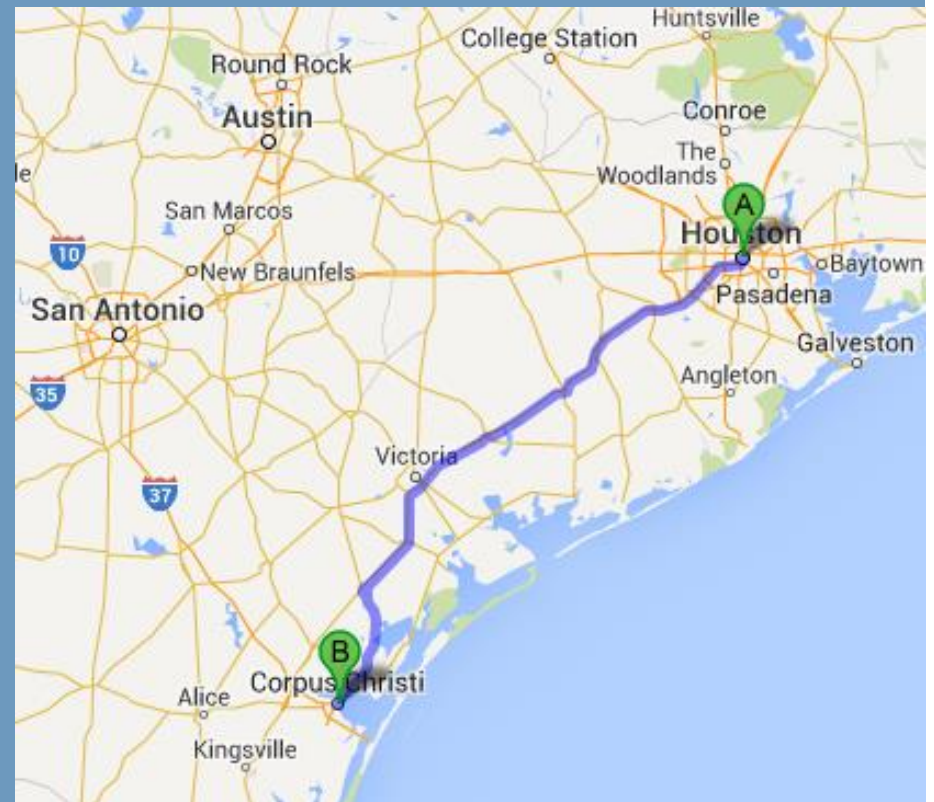 Huntsville
College Station
Round Rock
Austin
Conroe
The
Woodlands
le
A
San Marcos
Houston
10
New Braunfels
Baytown
San Antonio
Pasadena
Galveston
35
Angleton
Victoria
37
B
Corpus Christi
Alice
Kingsville